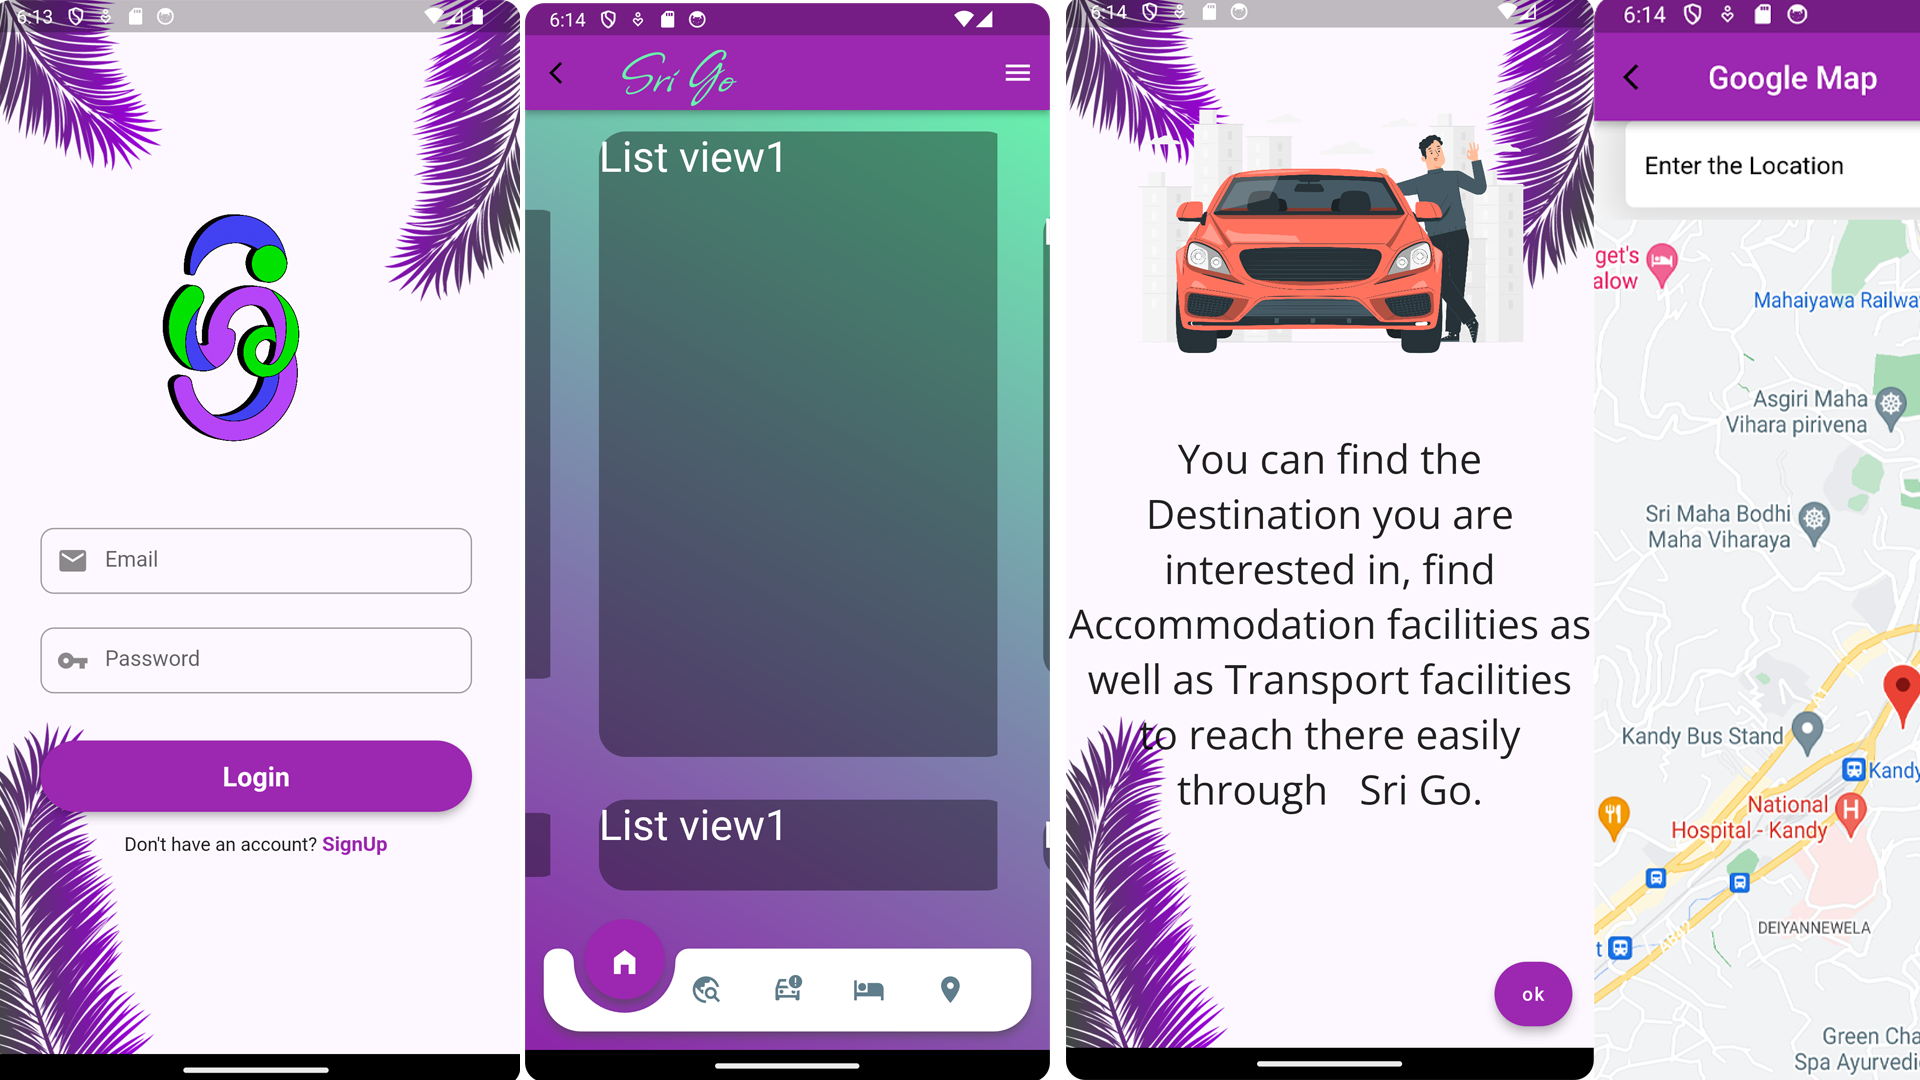 6:13
Email
Password
Login
Don't have an account? SignUp
6:14
Sri Go
List view1
List view1
6:14
You can find the
Destination you are
interested in, find
Accommodation facilities as
well as Transport facilities
to reach there easily
through   Sri Go.
ok
6:14
Google Map
Enter the Location
get's
alow
Mahaiyawa Railwa
Asgiri Maha
Vihara pirivena
Sri Maha Bodhi
Maha Viharaya
Kandy Bus Stand
Kandy
National
Hospital - Kandy
H
DEIYANNEWELA
t
Green Cha
Spa Ayurvedi